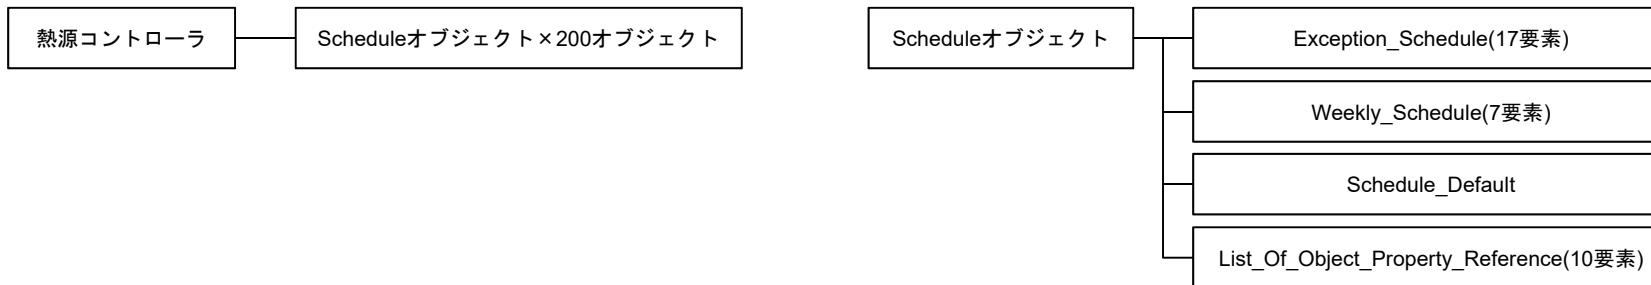 熱源コントローラ
Scheduleオブジェクト×200オブジェクト
Scheduleオブジェクト
Exception_Schedule(17要素)
Weekly_Schedule(7要素)
Schedule_Default
List_Of_Object_Property_Reference(10要素)